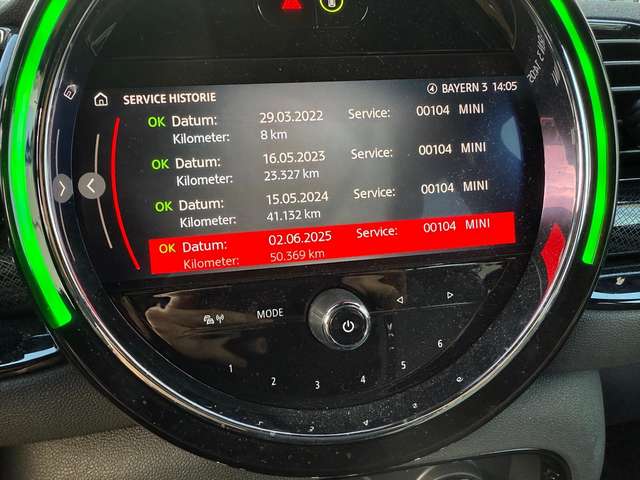 SERVICE HISTORIE
④ BAYERN 3 14:05
OK Datum: 29.03.2022 Service: 00104 MINI
Kilometer: 8 km
OK Datum: 16.05.2023 Service: 00104 MINI
Kilometer: 23.327 km
OK Datum: 15.05.2024 Service: 00104 MINI
Kilometer: 41.132 km
OK Datum: 02.06.2025 Service: 00104 MINI
Kilometer: 50.369 km
MODE
1 2 3 4 5 6